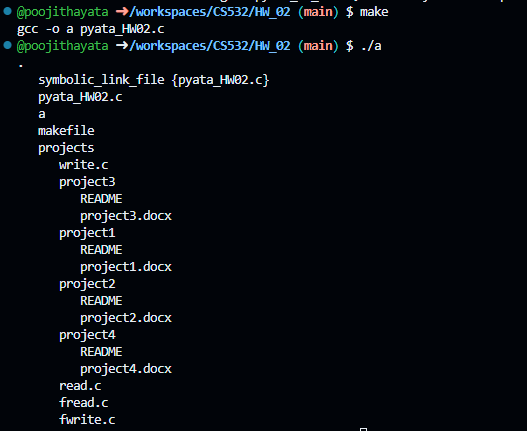 @poojithayata ➜/workspaces/CS532/HW_02 (main) $ make
gcc -o a pyata_HW02.c
@poojithayata ➜/workspaces/CS532/HW_02 (main) $ ./a
.
symbolic_link_file {pyata_HW02.c}
pyata_HW02.c
a
makefile
projects
write.c
project3
README
project3.docx
project1
README
project1.docx
project2
README
project2.docx
project4
README
project4.docx
read.c
fread.c
fwrite.c